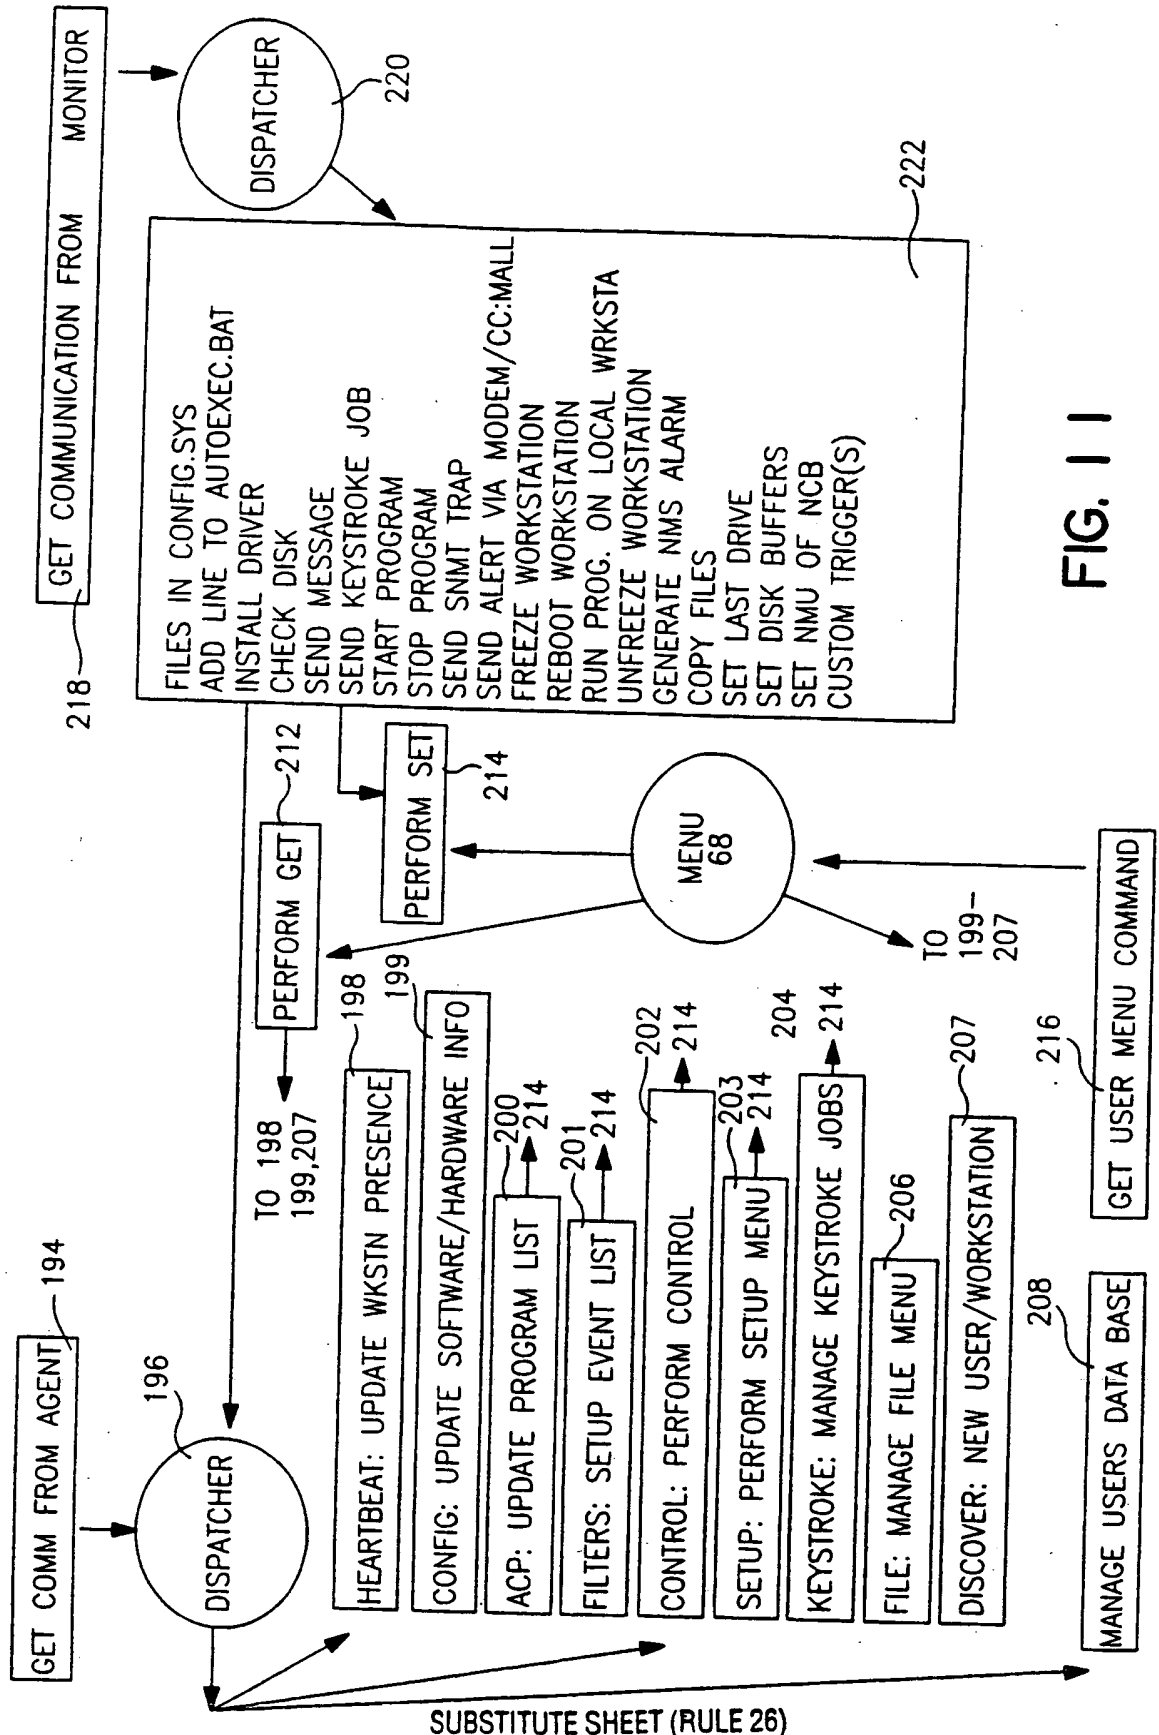 GET COMM FROM AGENT
194
DISPATCHER
196
GET COMMUNICATION FROM MONITOR
218
DISPATCHER
220
FILES IN CONFIG.SYS
ADD LINE TO AUTOEXEC.BAT
INSTALL DRIVER
CHECK DISK
SEND MESSAGE
SEND KEYSTROKE JOB
START PROGRAM
STOP PROGRAM
SEND SNMT TRAP
SEND ALERT VIA MODEM/CC:MALL
FREEZE WORKSTATION
REBOOT WORKSTATION
RUN PROG. ON LOCAL WRKSTA
UNFREEZE WORKSTATION
GENERATE NMS ALARM
COPY FILES
SET LAST DRIVE
SET DISK BUFFERS
SET NMU OF NCB
CUSTOM TRIGGER(S)
222
PERFORM GET
212
TO 198
199,207
PERFORM SET
214
HEARTBEAT: UPDATE WKSTN PRESENCE
198
CONFIG: UPDATE SOFTWARE/HARDWARE INFO
199
ACP: UPDATE PROGRAM LIST
200
214
FILTERS: SETUP EVENT LIST
201
214
CONTROL: PERFORM CONTROL
202
214
SETUP: PERFORM SETUP MENU
203
214
KEYSTROKE: MANAGE KEYSTROKE JOBS
204
214
FILE: MANAGE FILE MENU
206
DISCOVER: NEW USER/WORKSTATION
207
MENU
68
TO
199-
207
MANAGE USERS DATA BASE
208
GET USER MENU COMMAND
216
FIG. 11
SUBSTITUTE SHEET (RULE 26)